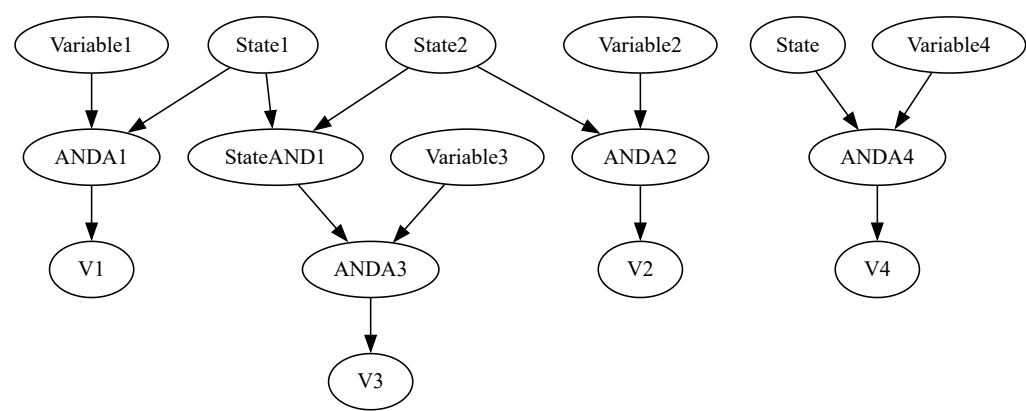 Variable1
State1
State2
Variable2
State
Variable4
ANDA1
StateAND1
Variable3
ANDA2
ANDA4
V1
ANDA3
V2
V4
V3